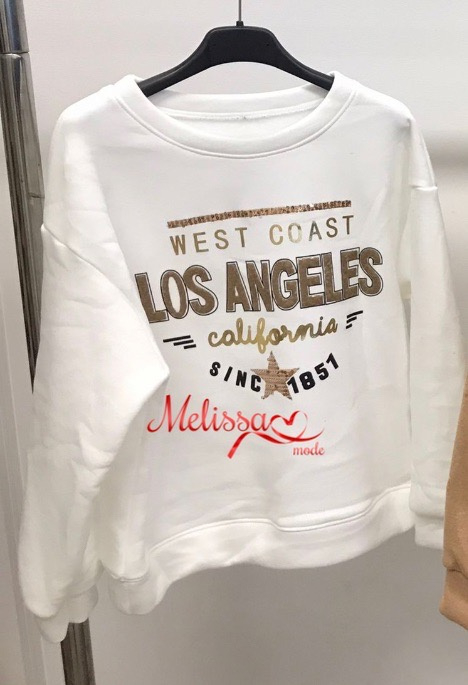 WEST COAST
LOS ANGELES
california
SINC 1851
Melissa
mode